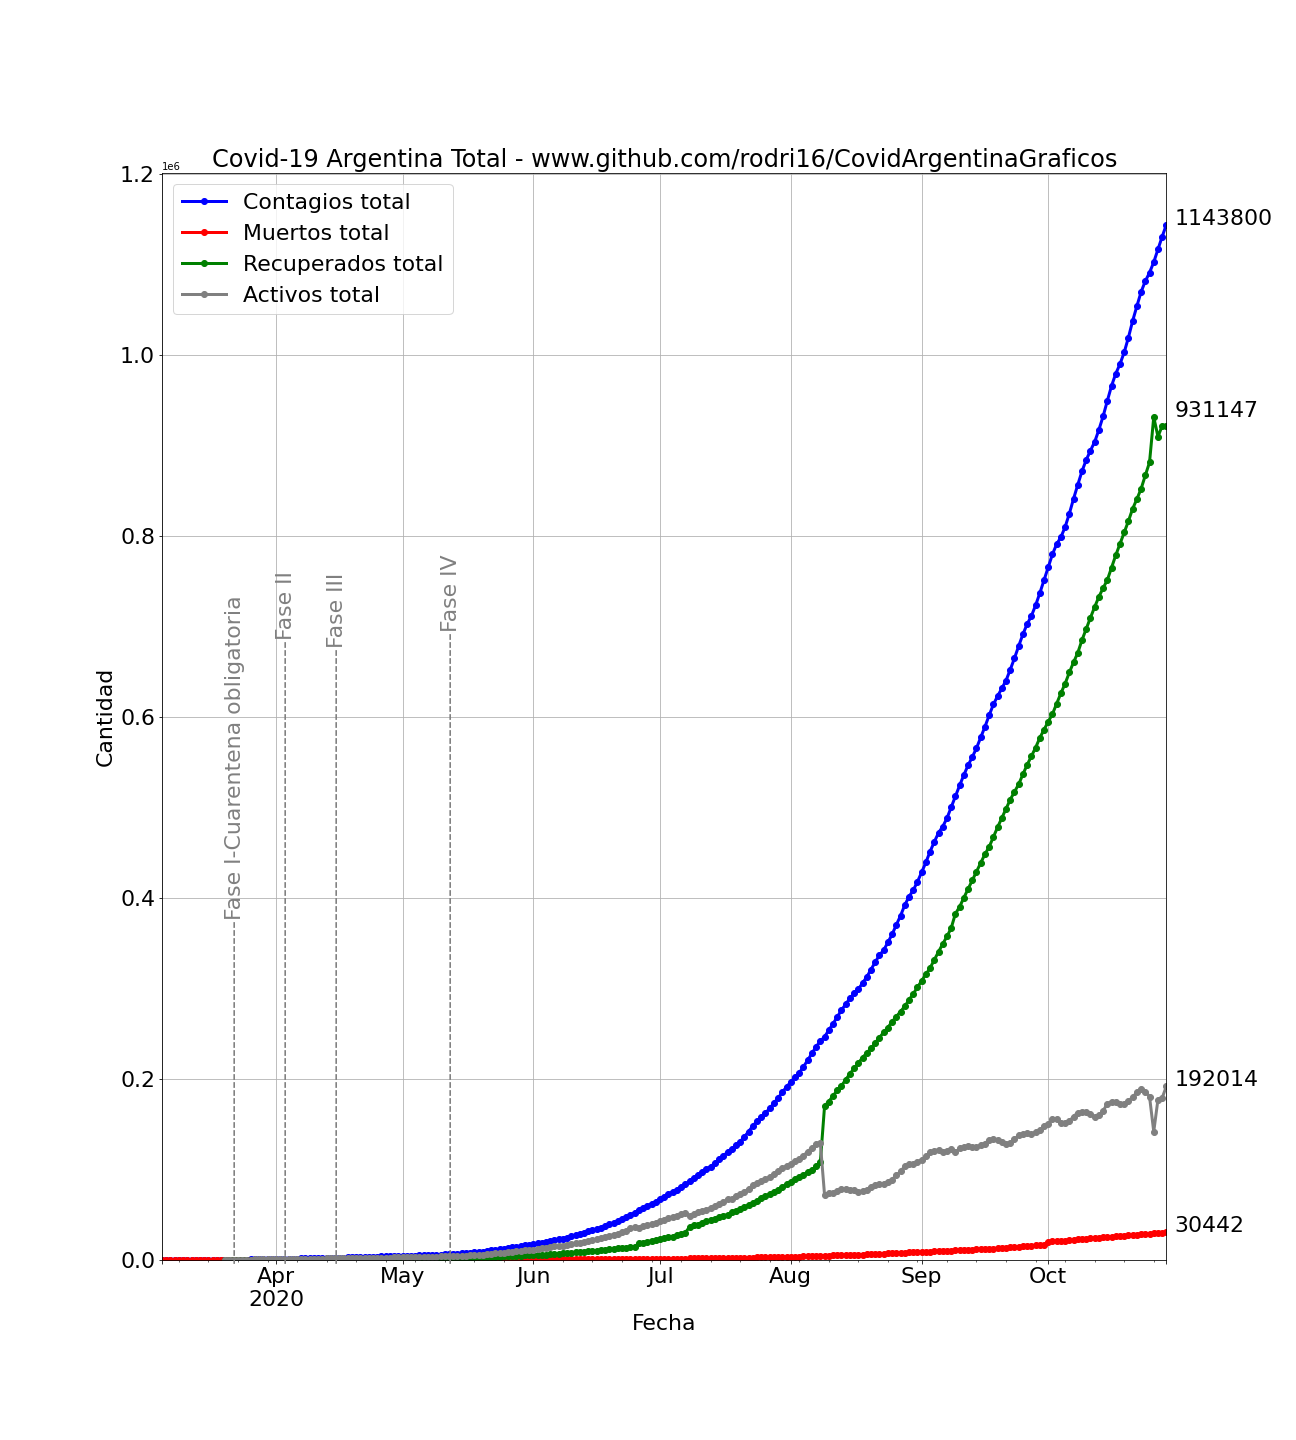 Covid-19 Argentina Total - www.github.com/rodri16/CovidArgentinaGraficos
1e6
1.2
1.0
0.8
0.6
0.4
0.2
0.0
Cantidad
Contagios total
Muertos total
Recuperados total
Activos total
Fase I-Cuarentena obligatoria
Fase II
Fase III
Fase IV
1143800
931147
192014
30442
Apr
2020
May
Jun
Jul
Aug
Sep
Oct
Fecha